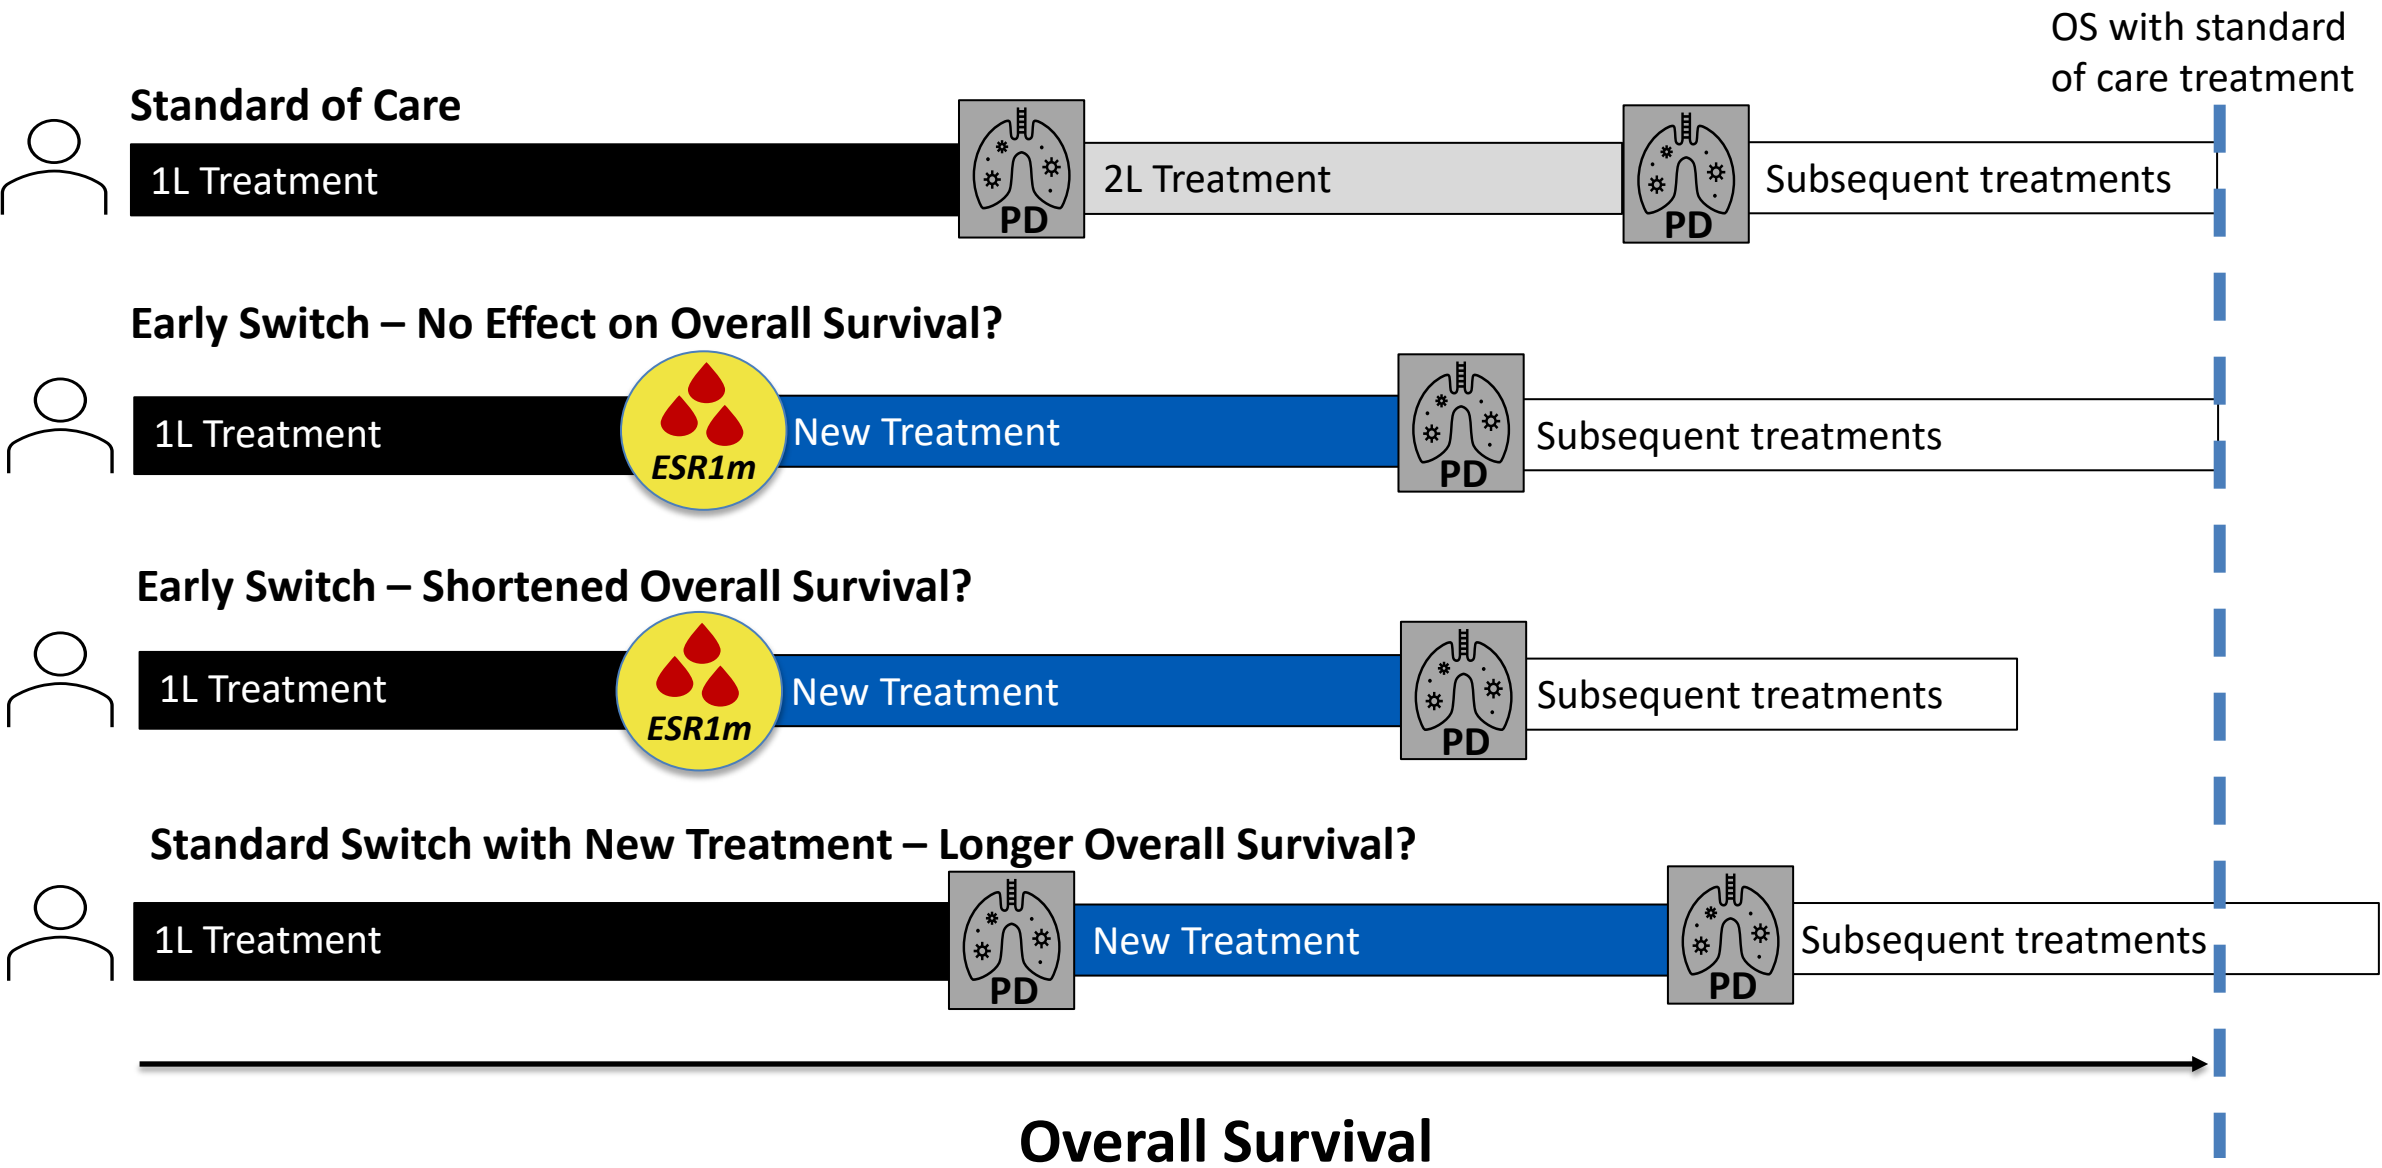 OS with standard
of care treatment
Standard of Care
1L Treatment
PD
2L Treatment
PD
Subsequent treatments
Early Switch – No Effect on Overall Survival?
1L Treatment
ESR1m
New Treatment
PD
Subsequent treatments
Early Switch – Shortened Overall Survival?
1L Treatment
ESR1m
New Treatment
PD
Subsequent treatments
Standard Switch with New Treatment – Longer Overall Survival?
1L Treatment
PD
New Treatment
PD
Subsequent treatments
Overall Survival